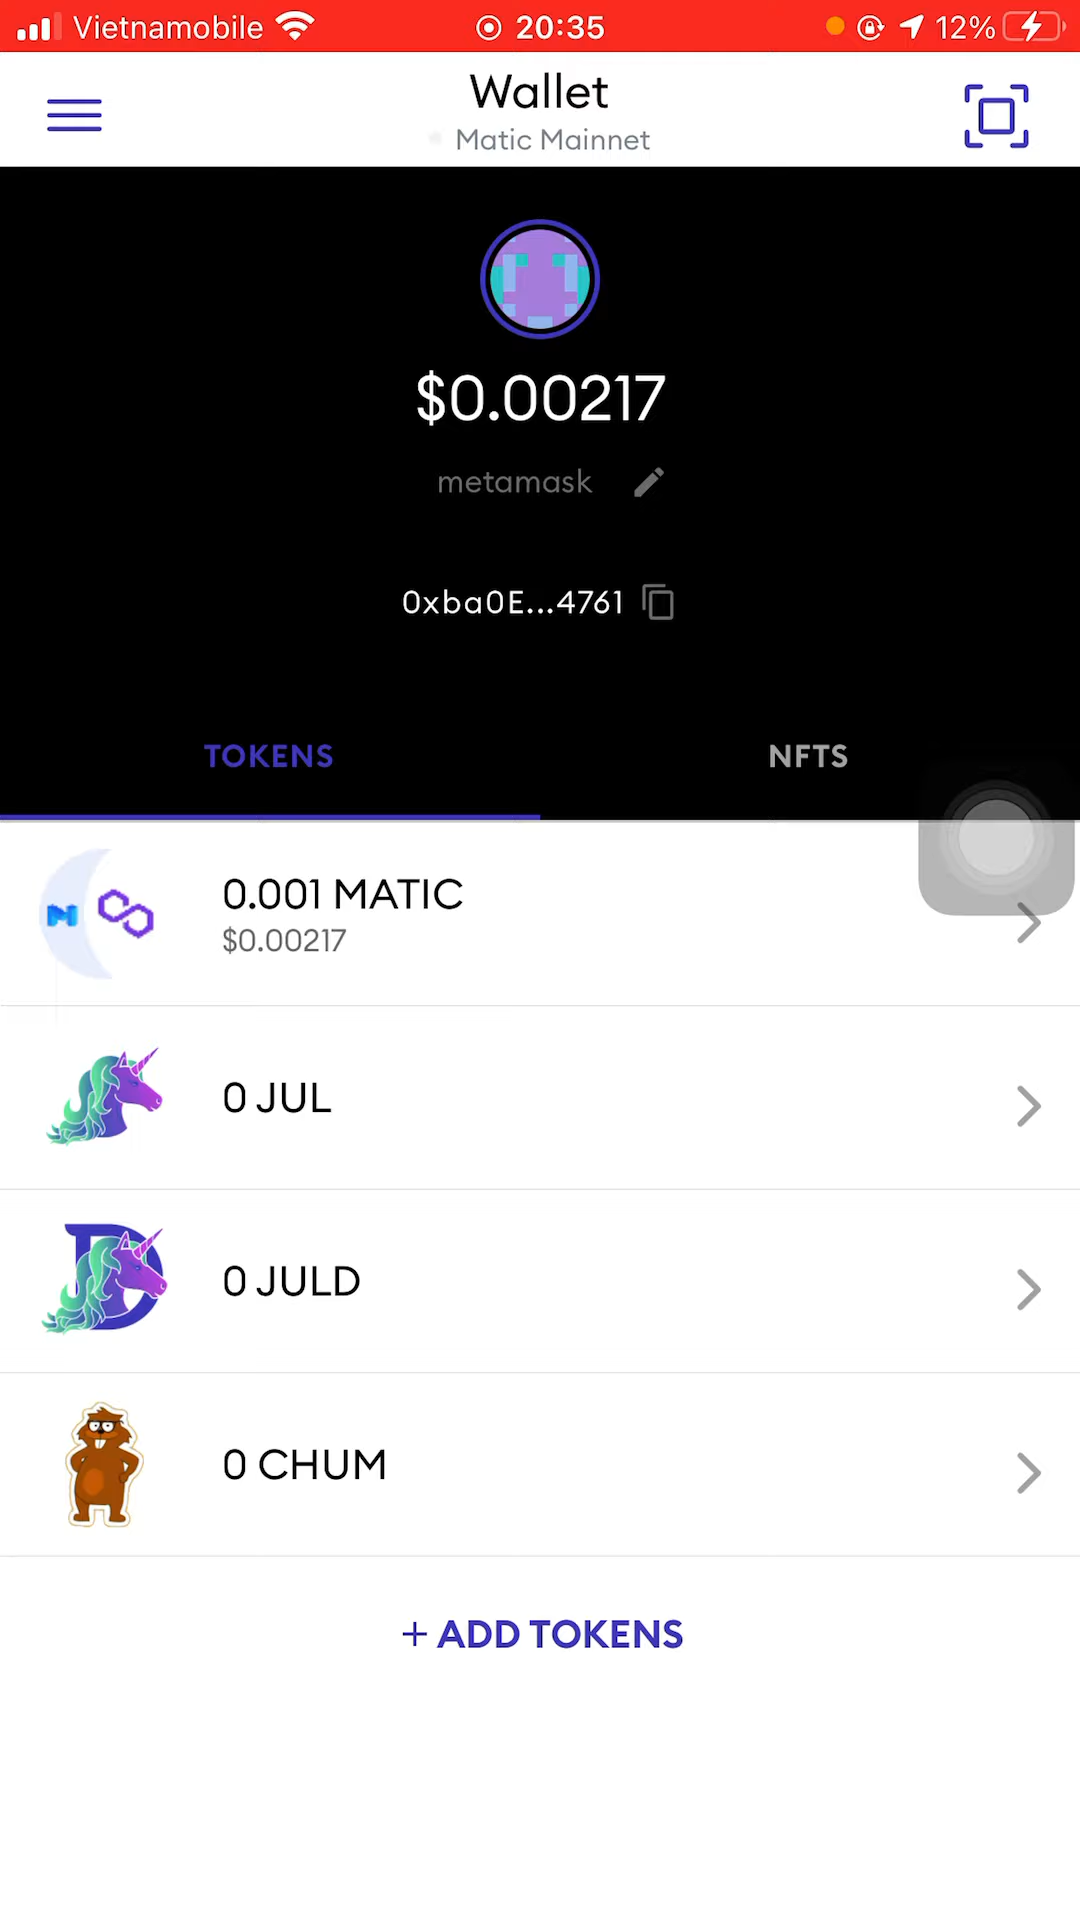 Vietnamobile 20:35 12%
Wallet
Matic Mainnet
$0.00217
metamask
0xba0E...4761
TOKENS NFTS
0.001 MATIC
$0.00217
0 JUL
0 JULD
0 CHUM
+ ADD TOKENS